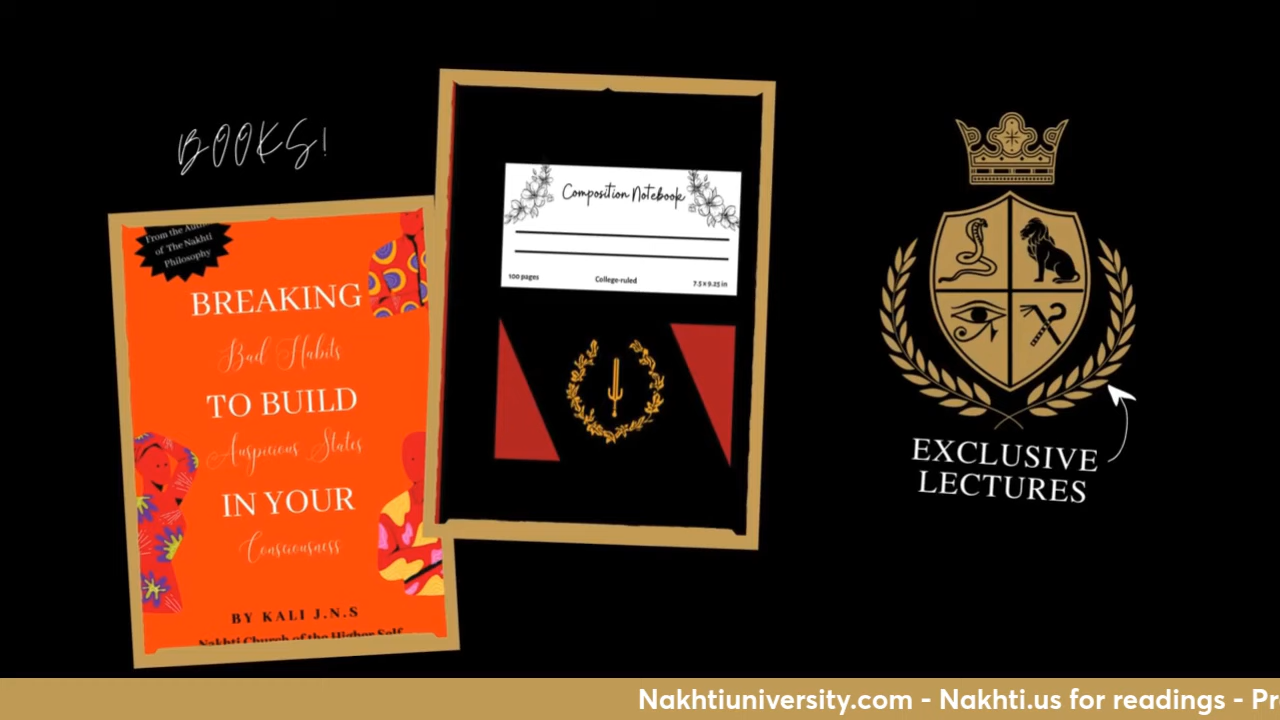 BOOKS!
From the Auth
of The Nakhti
Philosophy
BREAKING
Bad Habits
TO BUILD
Auspicious States
IN YOUR
Consciousness
BY KALI J.N.S
Nakhti Church of the Higher Self
Composition Notebook
100 pages
College-ruled
7.5 x 9.25 in
EXCLUSIVE
LECTURES
Nakhtiuniversity.com - Nakhti.us for readings - Pr